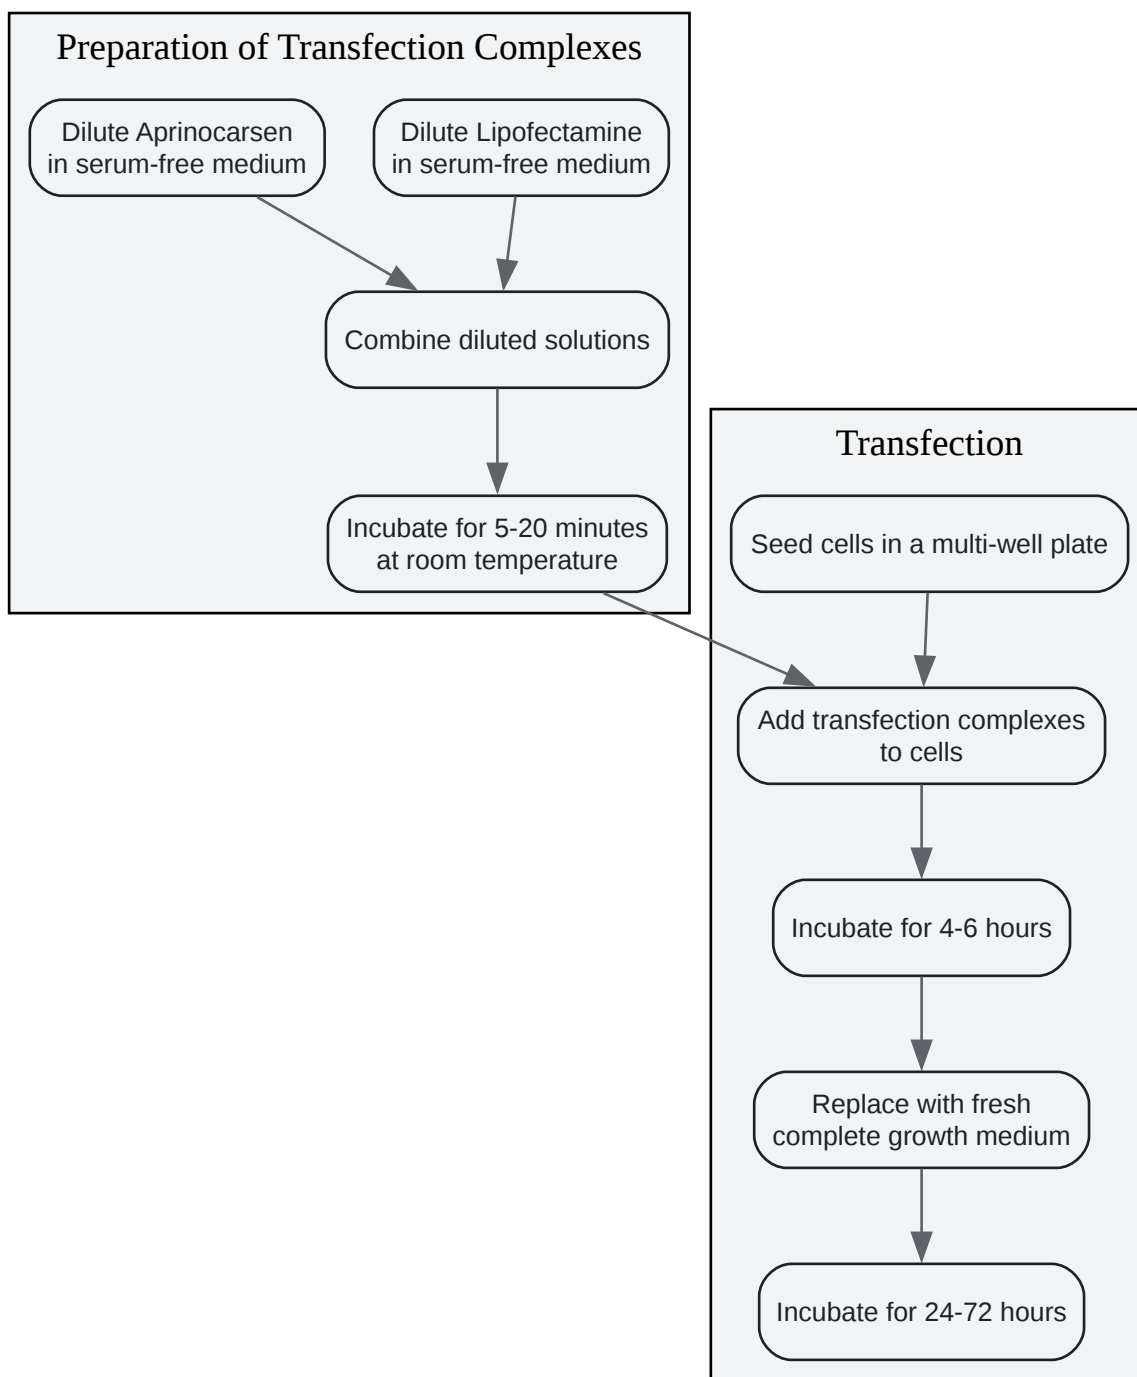 Preparation of Transfection Complexes
Dilute Aprinocarsen
in serum-free medium
Dilute Lipofectamine
in serum-free medium
Combine diluted solutions
Incubate for 5-20 minutes
at room temperature
Transfection
Seed cells in a multi-well plate
Add transfection complexes
to cells
Incubate for 4-6 hours
Replace with fresh
complete growth medium
Incubate for 24-72 hours